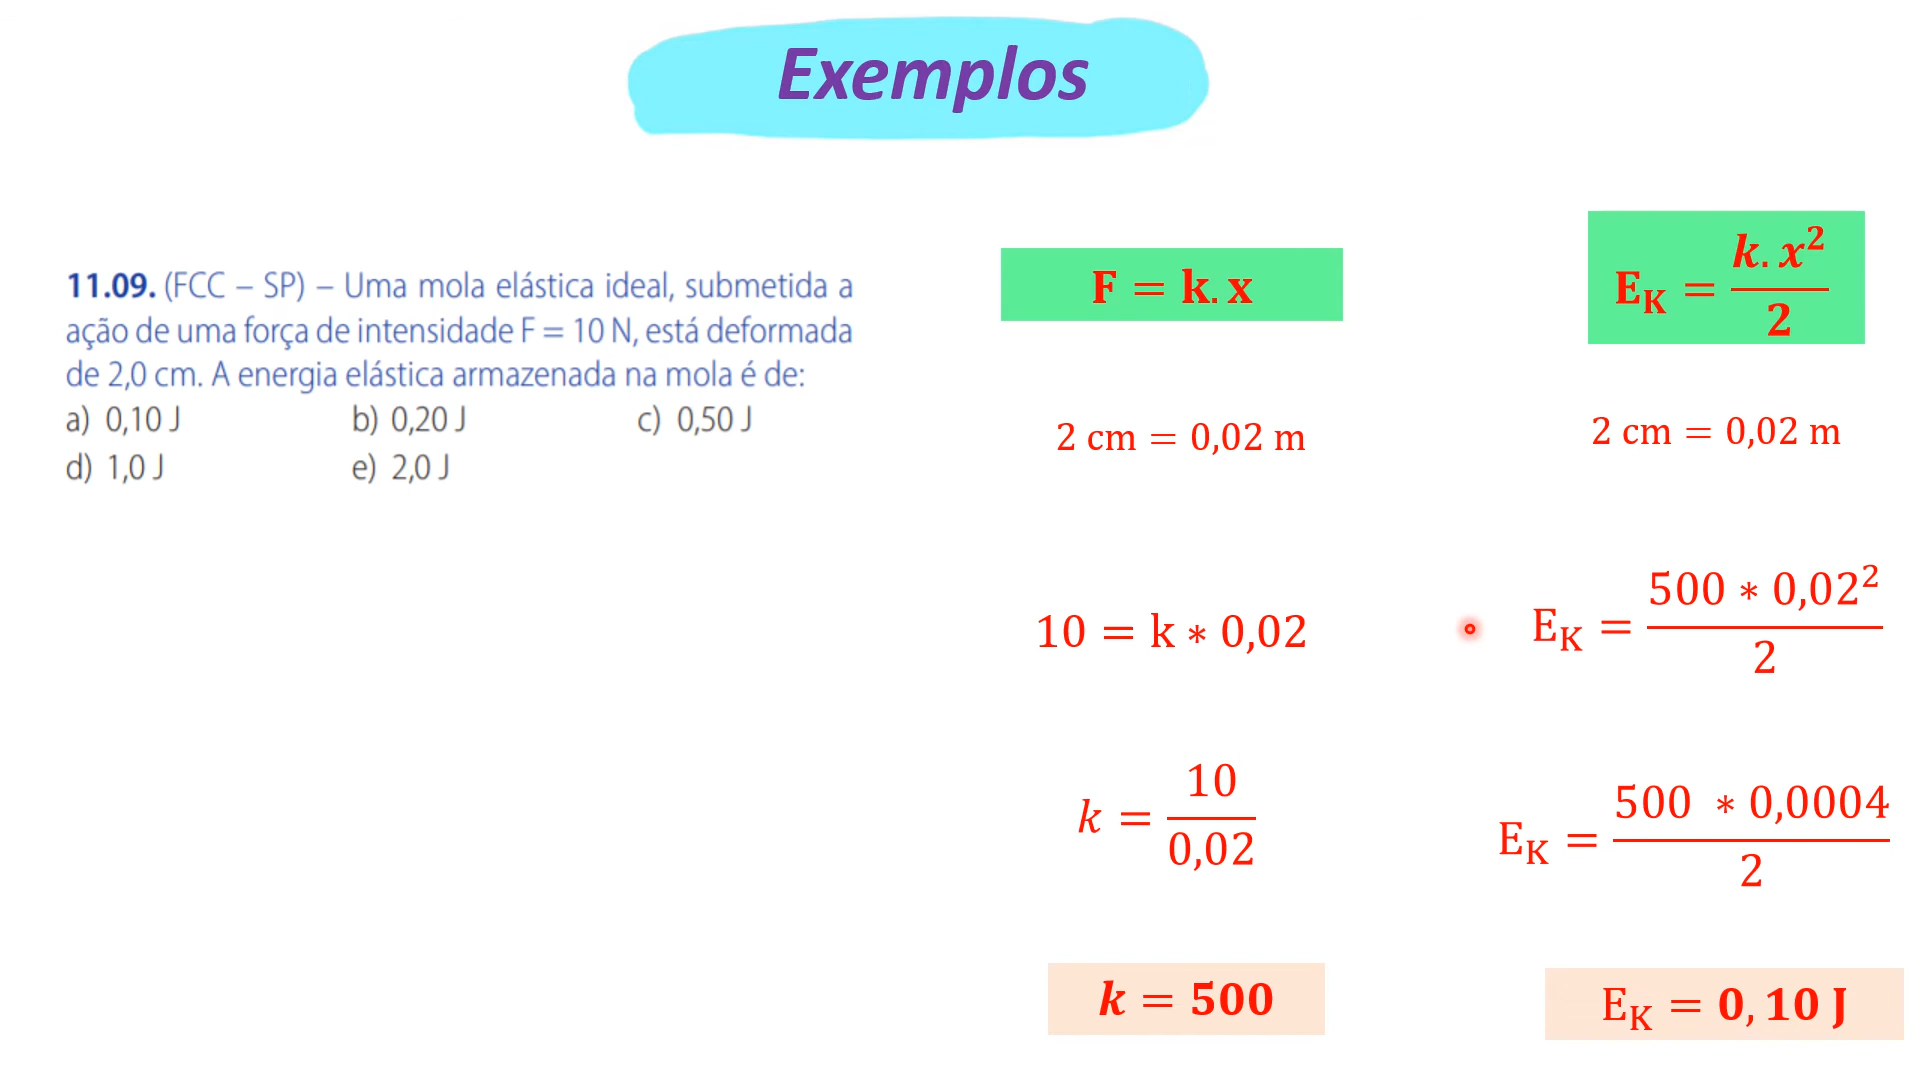 Exemplos
11.09. (FCC – SP) – Uma mola elástica ideal, submetida a
ação de uma força de intensidade F = 10 N, está deformada
de 2,0 cm. A energia elástica armazenada na mola é de:
a) 0,10 J b) 0,20 J c) 0,50 J
d) 1,0 J e) 2,0 J
F = k.x
2 cm = 0,02 m
10 = k ∗ 0,02
k = 10/0,02
k = 500
E_K = k.x²/2
2 cm = 0,02 m
E_K = 500 ∗ 0,02²/2
E_K = 500 ∗ 0,0004/2
E_K = 0,10 J